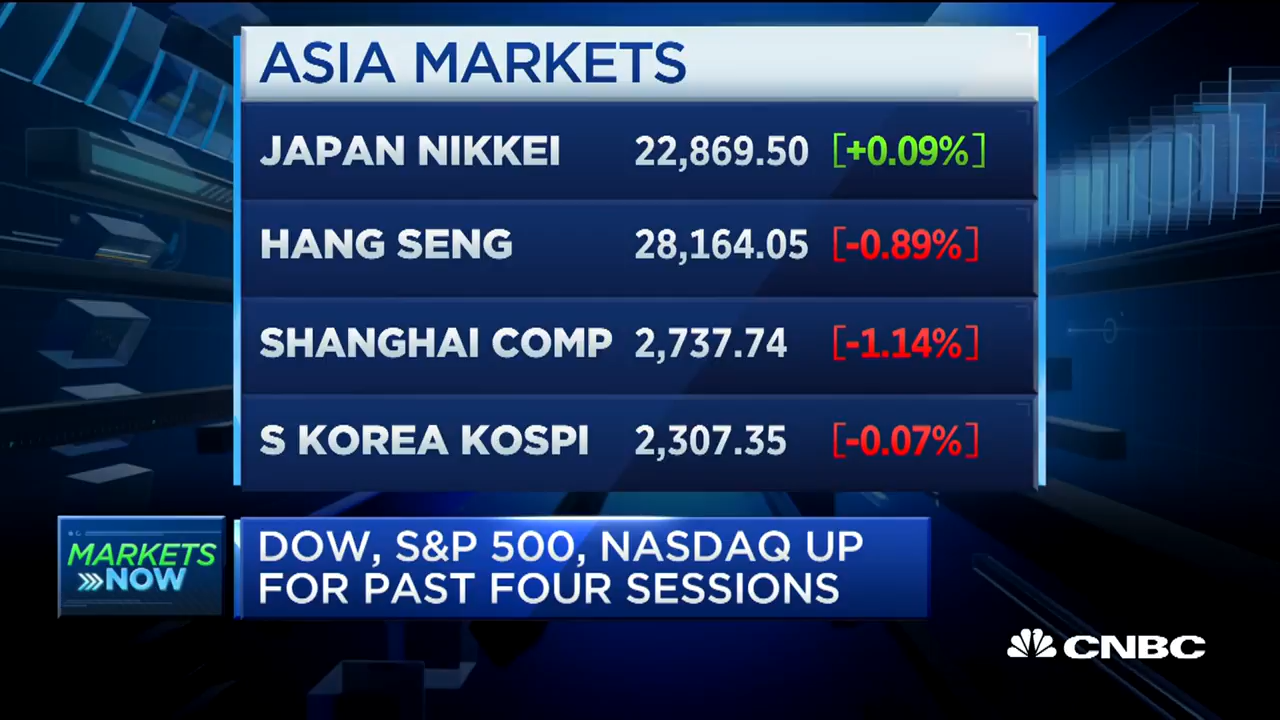 ASIA MARKETS
JAPAN NIKKEI 22,869.50 [+0.09%]
HANG SENG 28,164.05 [-0.89%]
SHANGHAI COMP 2,737.74 [-1.14%]
S KOREA KOSPI 2,307.35 [-0.07%]
MARKETS
NOW
DOW, S&P 500, NASDAQ UP
FOR PAST FOUR SESSIONS
CNBC